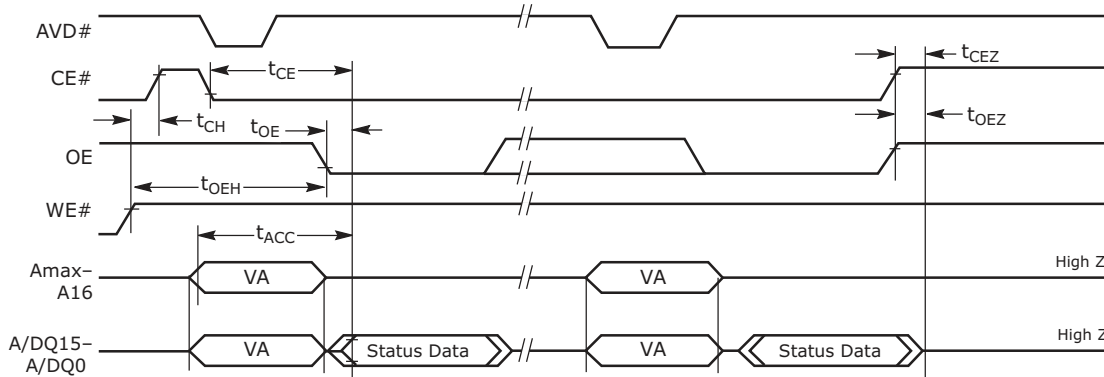 AVD#
CE#
tCE
tCEZ
tCH
tOE
tOEZ
OE
tOEH
WE#
tACC
Amax–
A16
VA
VA
High Z
A/DQ15–
A/DQ0
VA
Status Data
VA
Status Data
High Z